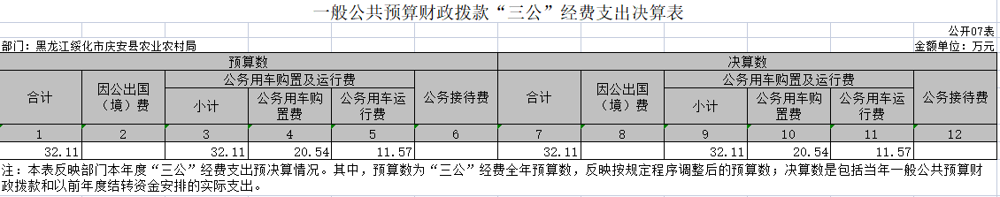 一般公共预算财政拨款“三公”经费支出决算表
公开07表
部门：黑龙江绥化市庆安县农业农村局 金额单位：万元
预算数 决算数
合计 因公出国（境）费 公务用车购置及运行费 公务接待费 合计 因公出国（境）费 公务用车购置及运行费 公务接待费
小计 公务用车购置费 公务用车运行费 小计 公务用车购置费 公务用车运行费
1 2 3 4 5 6 7 8 9 10 11 12
32.11 32.11 20.54 11.57 32.11 32.11 20.54 11.57
注：本表反映部门本年度“三公”经费支出预决算情况。其中，预算数为“三公”经费全年预算数，反映按规定程序调整后的预算数；决算数是包括当年一般公共预算财
政拨款和以前年度结转资金安排的实际支出。